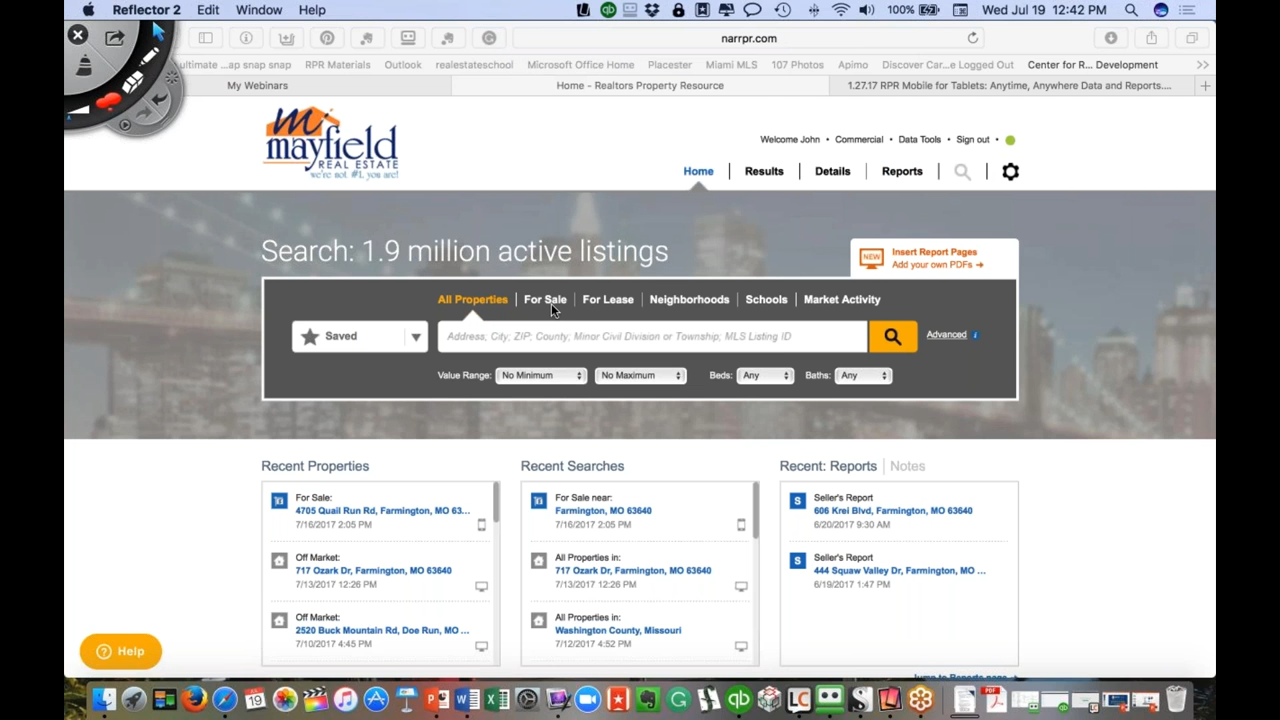 Reflector 2 Edit Window Help 100% Wed Jul 19 12:42 PM
narrpr.com
ultimate ...ap snap snap RPR Materials Outlook realestateschool Microsoft Office Home Placester Miami MLS 107 Photos Apimo Discover Car...e Logged Out Center for R... Development
My Webinars Home - Realtors Property Resource 1.27.17 RPR Mobile for Tablets: Anytime, Anywhere Data and Reports....
m
mayfield
REAL ESTATE
we're not #1, you are!
Welcome John • Commercial • Data Tools • Sign out •
Home Results Details Reports
Search: 1.9 million active listings
NEW Insert Report Pages
Add your own PDFs
All Properties For Sale For Lease Neighborhoods Schools Market Activity
Saved Address; City; ZIP; County; Minor Civil Division or Township; MLS Listing ID Advanced i
Value Range: No Minimum No Maximum Beds: Any Baths: Any
Recent Properties
For Sale:
4705 Quail Run Rd, Farmington, MO 63...
7/16/2017 2:05 PM
Off Market:
717 Ozark Dr, Farmington, MO 63640
7/13/2017 12:26 PM
Off Market:
2520 Buck Mountain Rd, Doe Run, MO ...
7/10/2017 4:45 PM
Recent Searches
For Sale near:
Farmington, MO 63640
7/16/2017 2:05 PM
All Properties in:
717 Ozark Dr, Farmington, MO 63640
7/13/2017 12:26 PM
All Properties in:
Washington County, Missouri
7/12/2017 4:52 PM
Recent: Reports Notes
S Seller's Report
606 Krei Blvd, Farmington, MO 63640
6/20/2017 9:30 AM
S Seller's Report
444 Squaw Valley Dr, Farmington, MO ...
6/19/2017 1:47 PM
Jump to Reports page
? Help